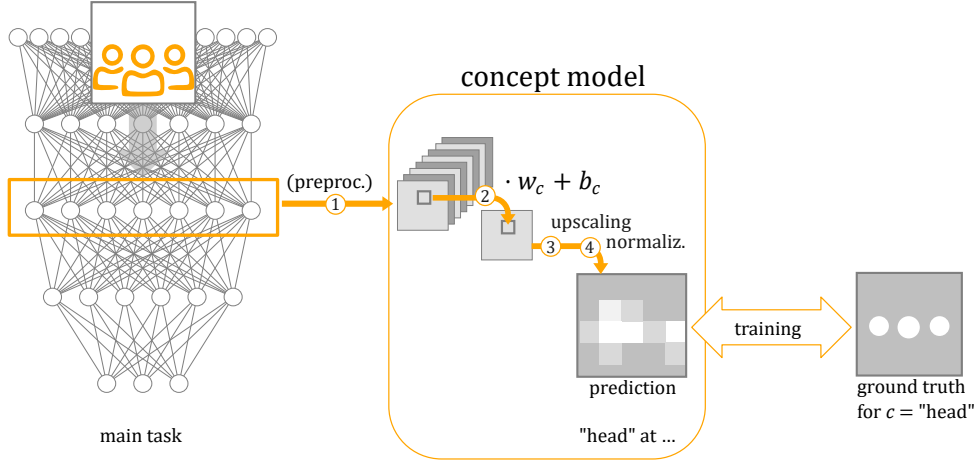 concept model
(preproc.)
1
2
· w_c + b_c
upscaling
3
4
normaliz.
training
prediction
ground truth
for c = "head"
main task
"head" at ...